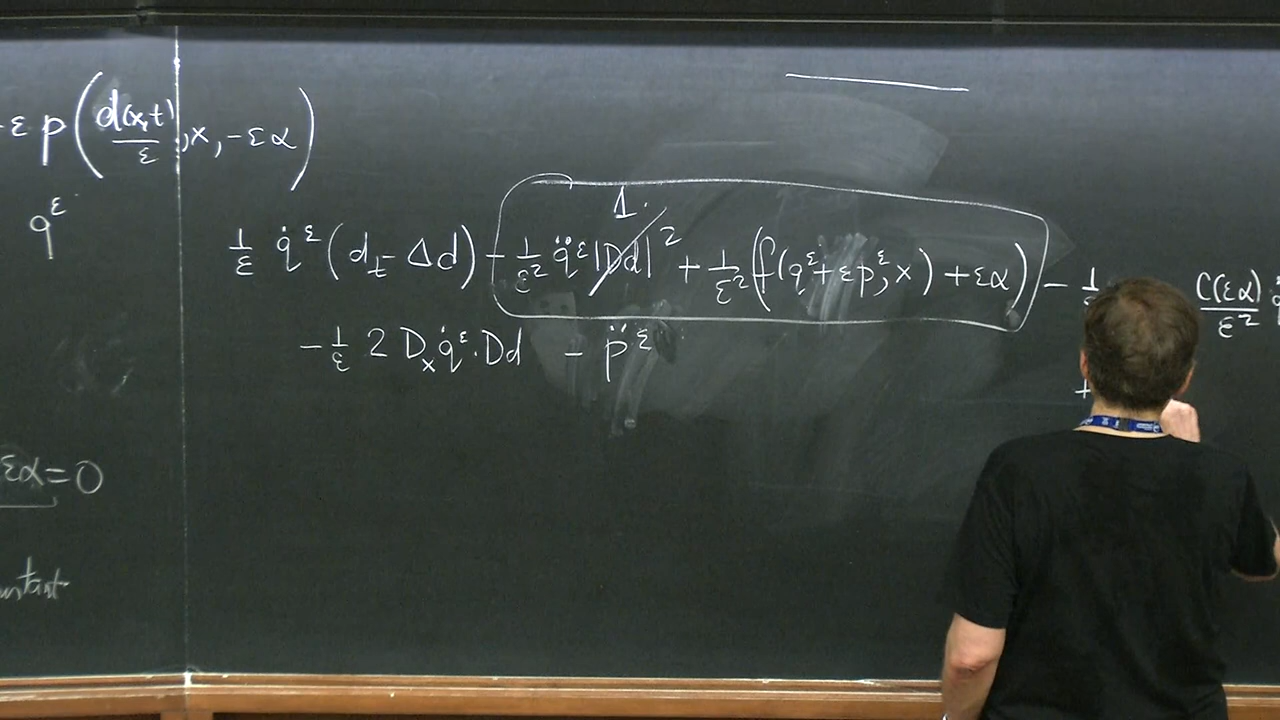 -ε p(d(x,t)/ε, x, -εα)
q^ε
1.
1/ε q̇^ε (d_t - Δd) - 1/ε² q̈^ε |Dd|² + 1/ε² (f(q^ε + εp^ε, x) + εα) - 1/ C(εα)/ε²
- 1/ε 2 D_x q̇^ε · Dd - p̈^ε +
εα = 0